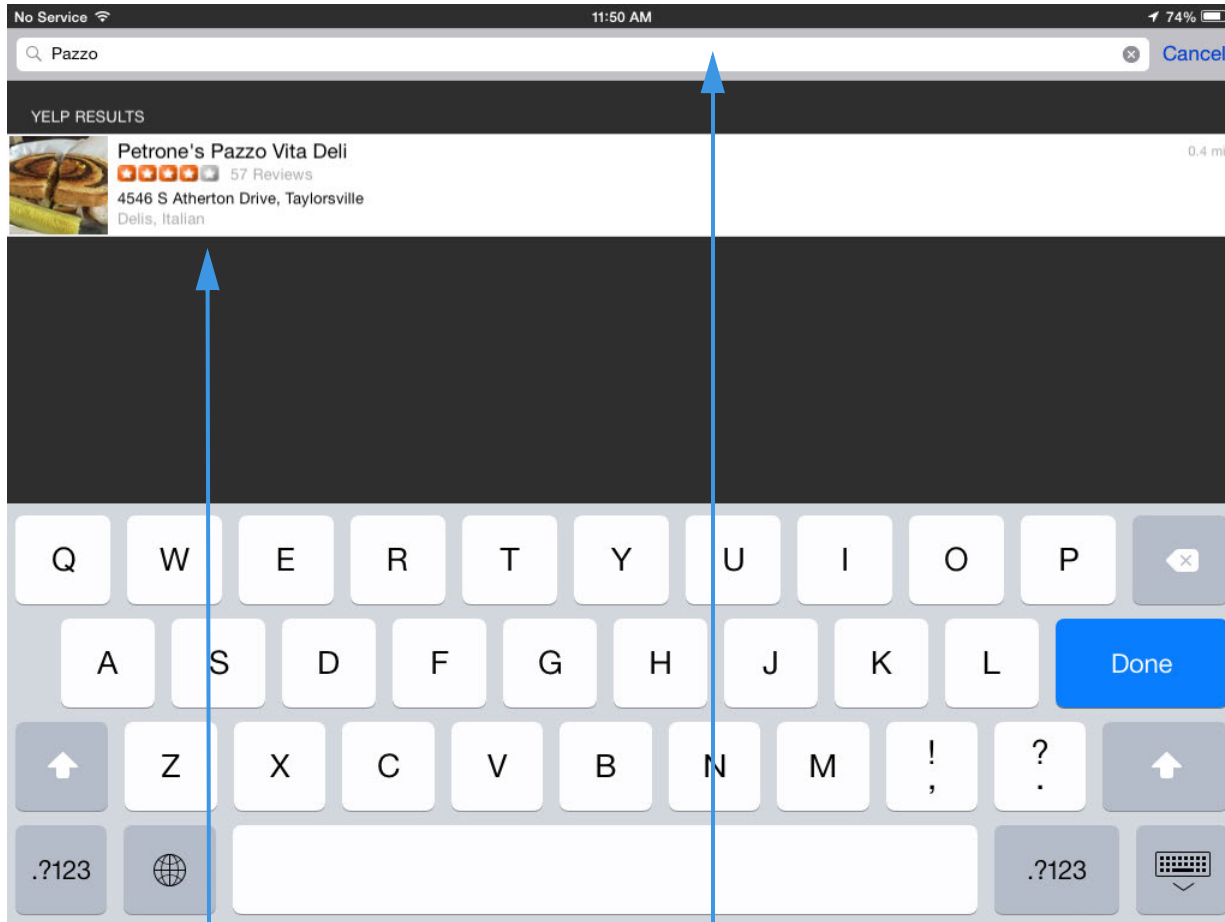 No Service 11:50 AM 74%
Pazzo Cancel
YELP RESULTS
Petrone's Pazzo Vita Deli 0.4 mi
57 Reviews
4546 S Atherton Drive, Taylorsville
Delis, Italian
Q W E R T Y U I O P
A S D F G H J K L Done
Z X C V B N M ! , ? .
.?123 .?123